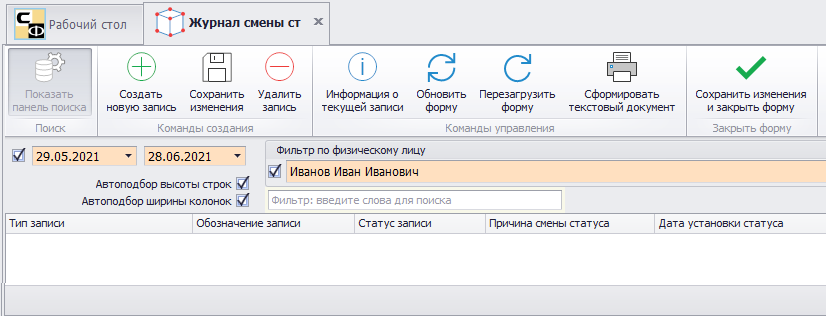 СФ Рабочий стол
Журнал смены ст
Показать
панель поиска
Поиск
Создать
новую запись
Сохранить
изменения
Удалить
запись
Команды создания
Информация о
текущей записи
Обновить
форму
Перезагрузить
форму
Сформировать
текстовый документ
Команды управления
Сохранить изменения
и закрыть форму
Закрыть форму
29.05.2021 28.06.2021
Фильтр по физическому лицу
Иванов Иван Иванович
Автоподбор высоты строк
Автоподбор ширины колонок
Фильтр: введите слова для поиска
Тип записи Обозначение записи Статус записи Причина смены статуса Дата установки статуса